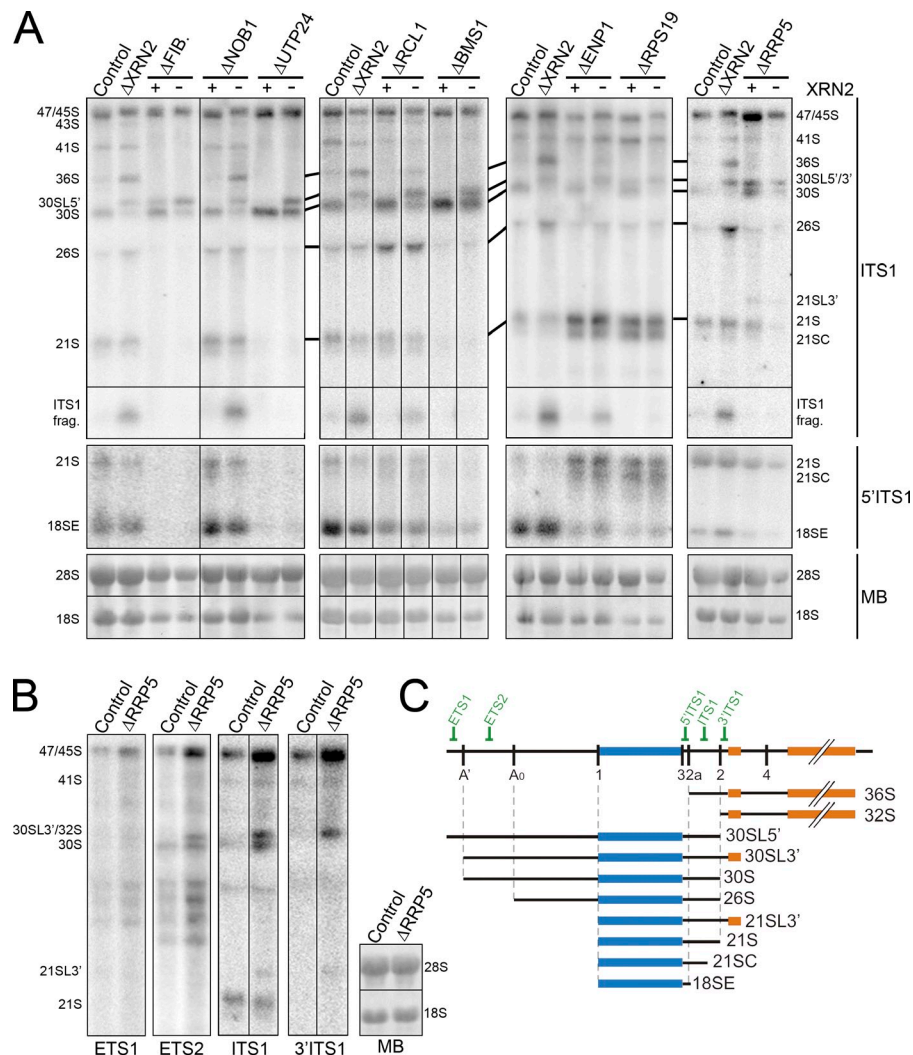 A
Control ΔXRN2 ΔFIB. ΔNOB1 ΔUTP24
+ - + - + -
Control ΔXRN2 ΔRCL1 ΔBMS1
+ - + -
Control ΔXRN2 ΔENP1 ΔRPS19
+ - + -
Control ΔXRN2 ΔRRP5
+ -
XRN2
47/45S
43S
41S
36S
30SL5'
30S
26S
21S
ITS1
frag.
47/45S
41S
36S
30SL5'/3'
30S
26S
21SL3'
21S
21SC
ITS1
frag.
ITS1
21S
18SE
21S
21SC
18SE
5'ITS1
28S
18S
28S
18S
MB
B
Control ΔRRP5
Control ΔRRP5
Control ΔRRP5
Control ΔRRP5
47/45S
41S
30SL3'/32S
30S
21SL3'
21S
ETS1 ETS2 ITS1 3'ITS1
Control ΔRRP5
28S
18S
MB
C
ETS1 ETS2 5'ITS1 ITS1 3'ITS1
A' A0 1 3 2a 2 4
36S
32S
30SL5'
30SL3'
30S
26S
21SL3'
21S
21SC
18SE